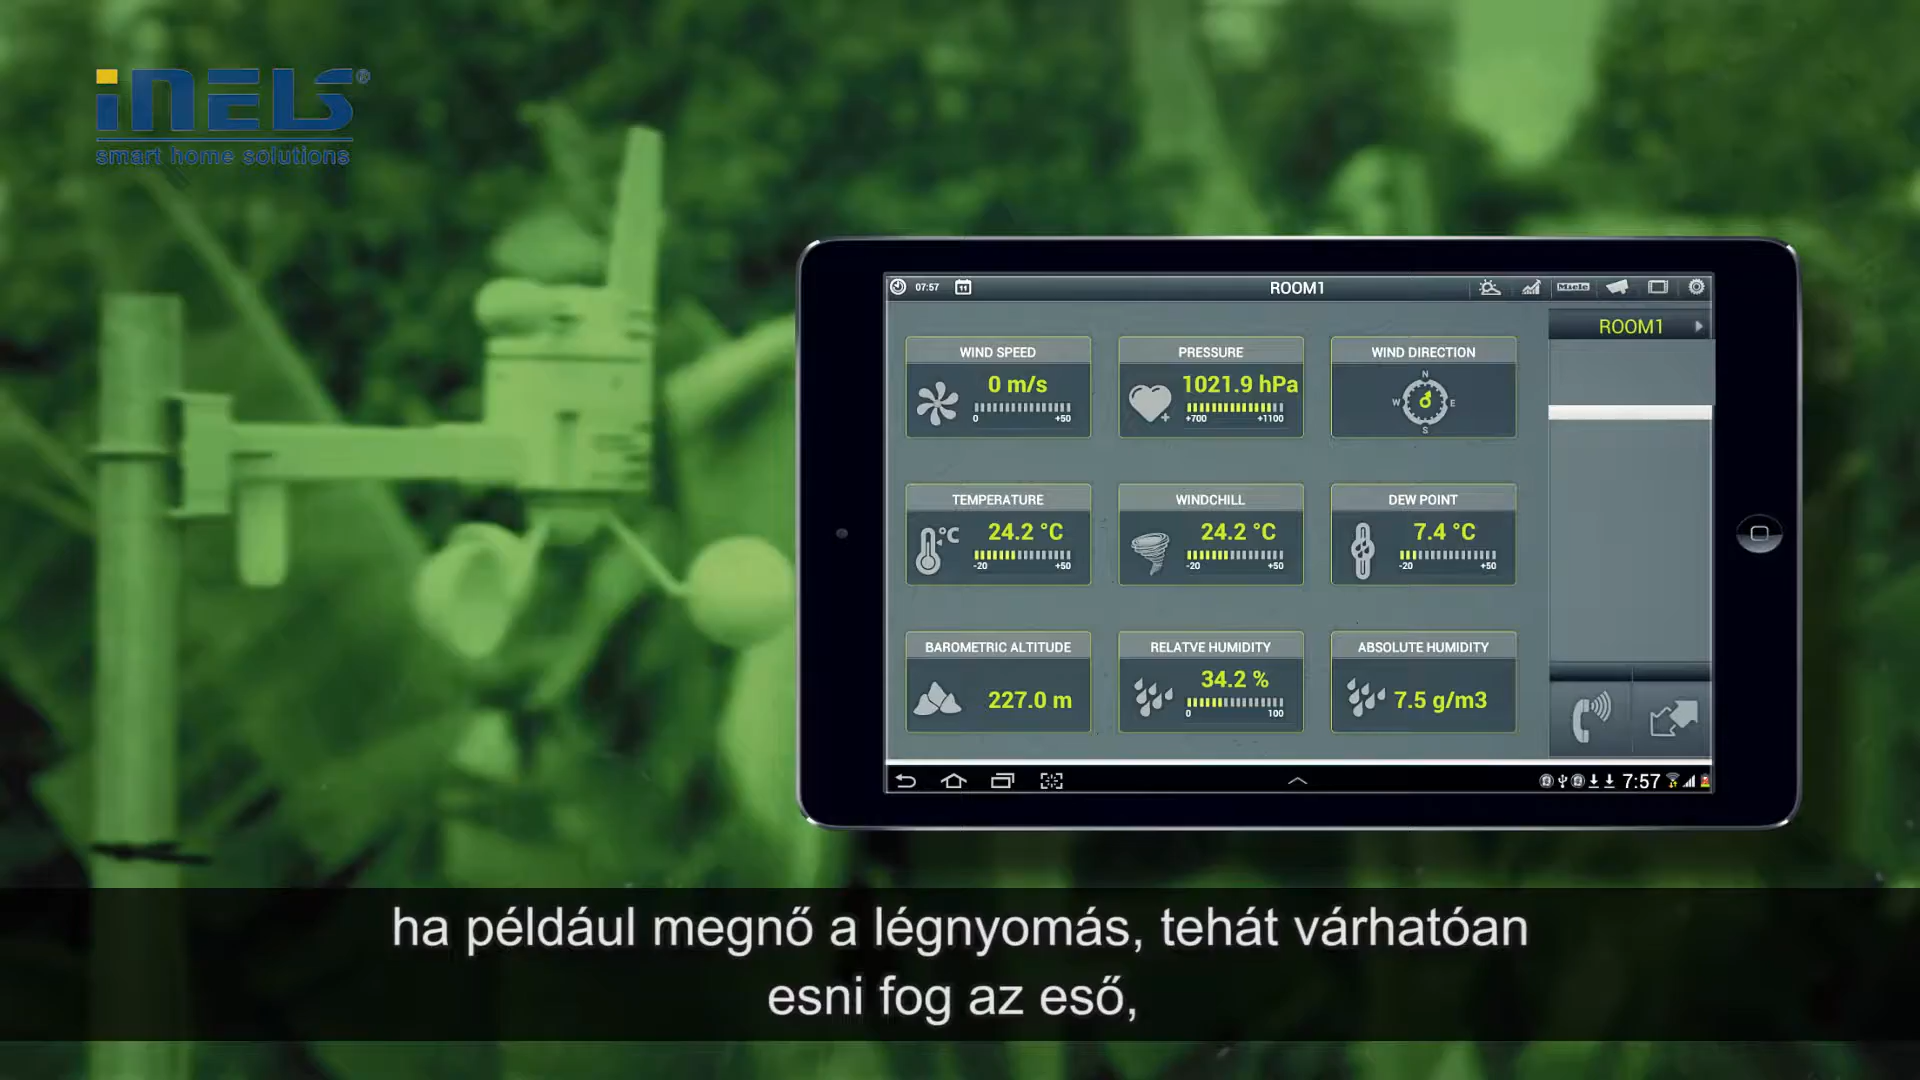 iNELS®
smart home solutions
07:57
11
ROOM1
Miele
ROOM1
WIND SPEED
0 m/s
0 +50
PRESSURE
1021.9 hPa
+700 +1100
WIND DIRECTION
N
W E
S
TEMPERATURE
°C
24.2 °C
-20 +50
WINDCHILL
24.2 °C
-20 +50
DEW POINT
7.4 °C
-20 +50
BAROMETRIC ALTITUDE
227.0 m
RELATVE HUMIDITY
34.2 %
0 100
ABSOLUTE HUMIDITY
7.5 g/m3
7:57
ha például megnő a légnyomás, tehát várhatóan
esni fog az eső,